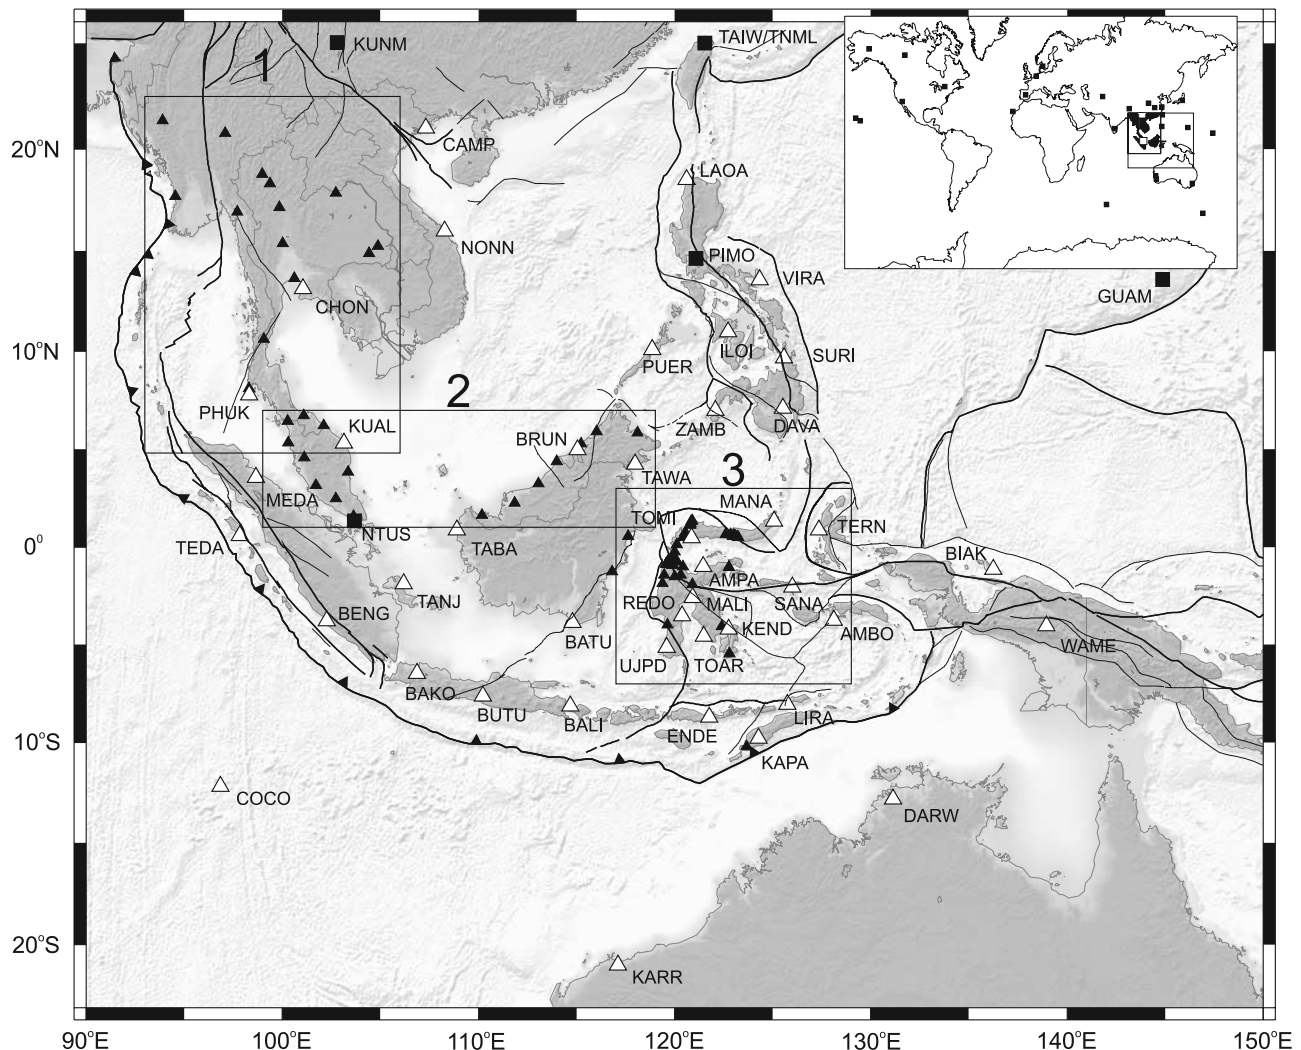 KUNM
TAIW/TNML
1
CAMP
20°N
LAOA
NONN
PIMO
VIRA
GUAM
CHON
10°N
ILOI
SURI
PUER
2
PHUK
KUAL
ZAMB
DAVA
BRUN
3
TAWA
MEDA
MANA
TOMI
NTUS
TERN
TEDA
TABA
0°
BIAK
AMPA
TANJ
REDO
MALI
SANA
BENG
KEND
AMBO
BATU
WAME
UJPD
TOAR
BAKO
BUTU
BALI
LIRA
ENDE
10°S
KAPA
COCO
DARW
20°S
KARR
90°E
100°E
110°E
120°E
130°E
140°E
150°E